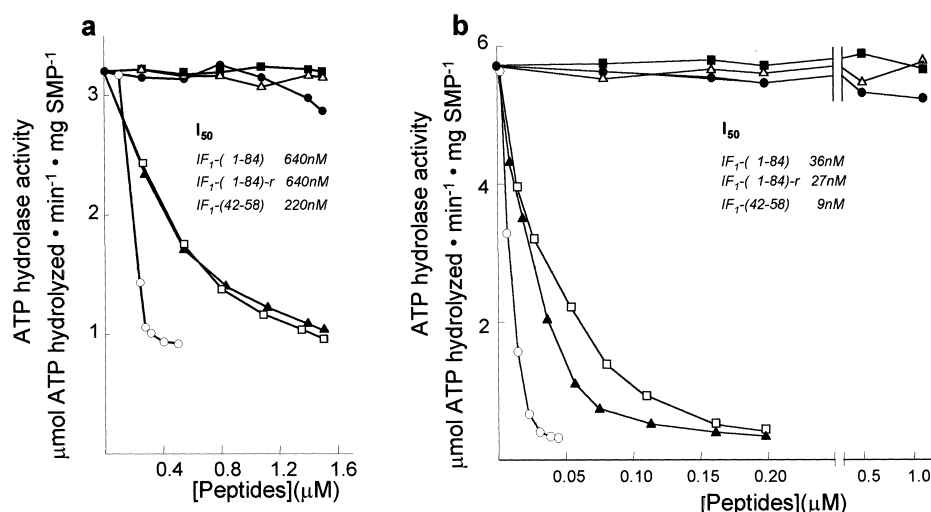 a
ATP hydrolase activity
μmol ATP hydrolyzed • min⁻¹ • mg SMP⁻¹
3
2
1
I₅₀
IF₁-( 1-84) 640nM
IF₁-( 1-84)-r 640nM
IF₁-(42-58) 220nM
0.4 0.8 1.2 1.6
[Peptides](μM)
b
ATP hydrolase activity
μmol ATP hydrolyzed • min⁻¹ • mg SMP⁻¹
6
4
2
I₅₀
IF₁-( 1-84) 36nM
IF₁-( 1-84)-r 27nM
IF₁-(42-58) 9nM
0.05 0.10 0.15 0.20 0.5 1.0
[Peptides](μM)